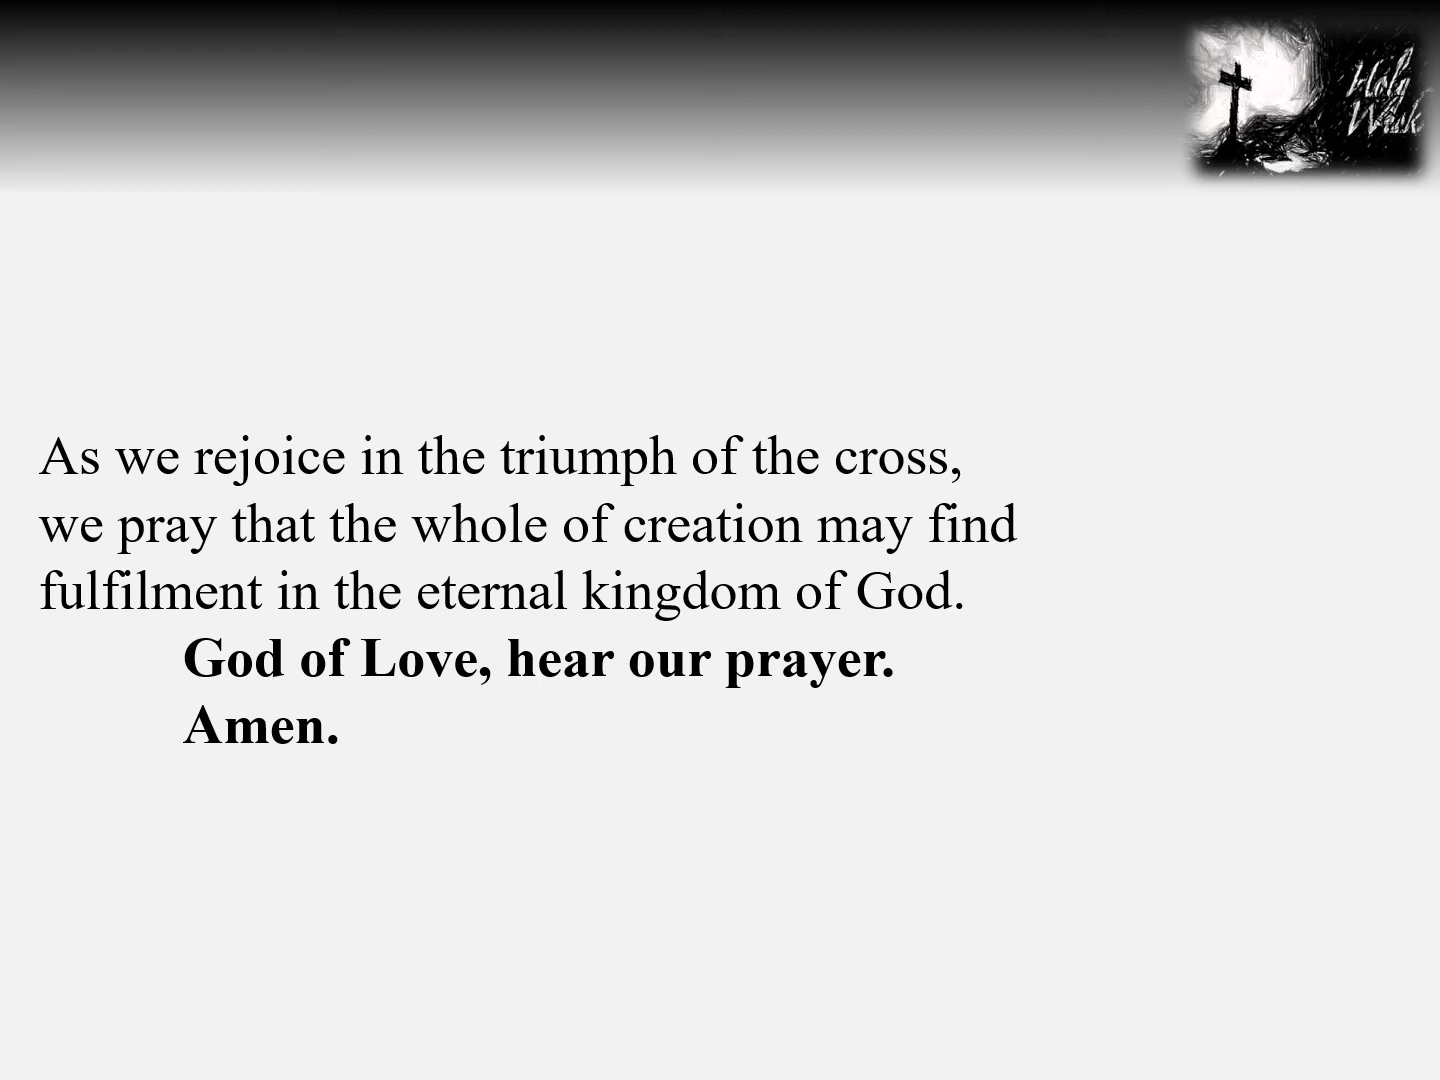 Holy
Week
As we rejoice in the triumph of the cross,
we pray that the whole of creation may find
fulfilment in the eternal kingdom of God.
God of Love, hear our prayer.
Amen.